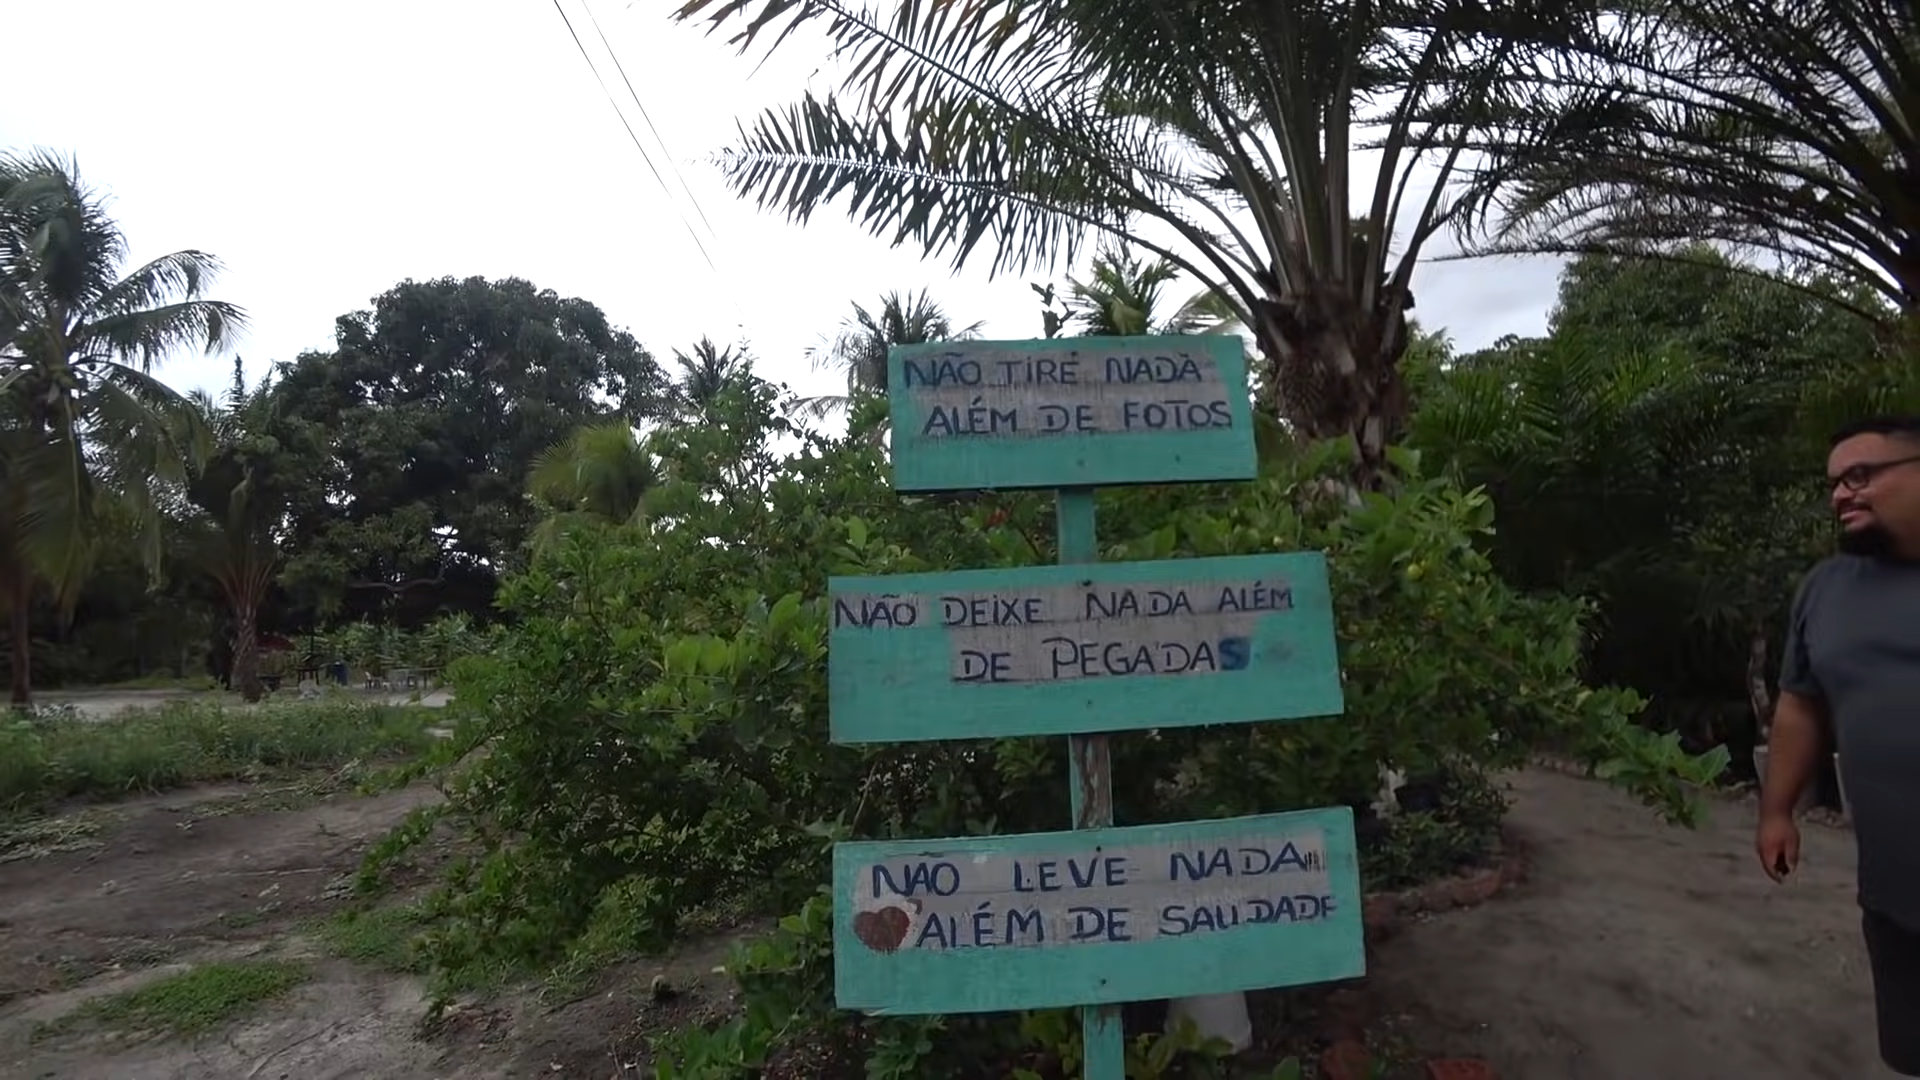 NÃO TIRE NADA
ALÉM DE FOTOS
NÃO DEIXE NADA ALÉM
DE PEGADAS
NÃO LEVE NADA
ALÉM DE SAUDADE